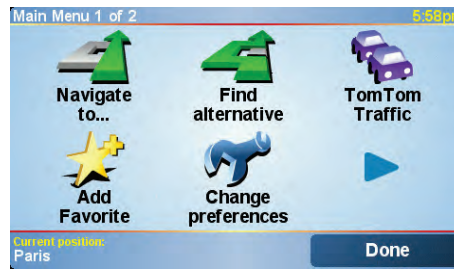 Main Menu 1 of 2
5:58p
Navigate
to...
Find
alternative
TomTom
Traffic
Add
Favorite
Change
preferences
Current position:
Paris
Done